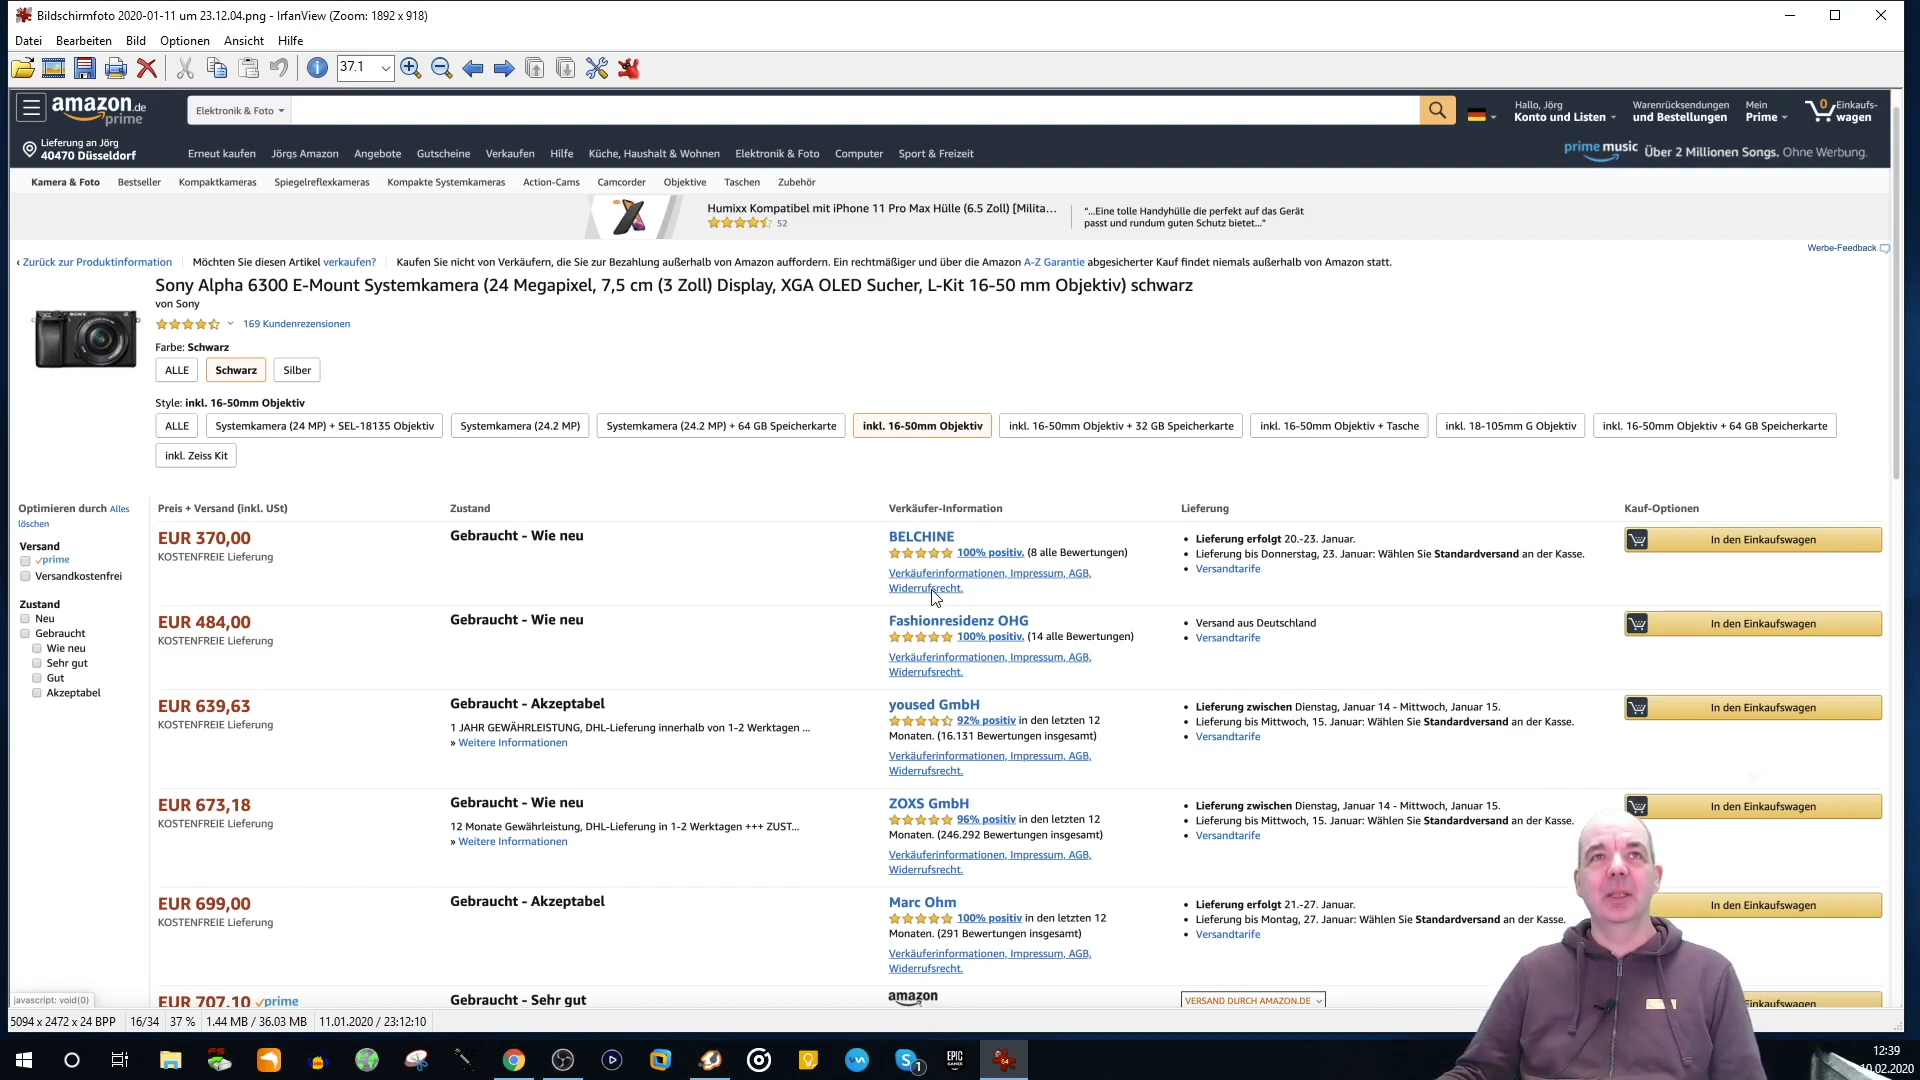 Bildschirmfoto 2020-01-11 um 23.12.04.png - IrfanView (Zoom: 1892 x 918)
Datei Bearbeiten Bild Optionen Ansicht Hilfe
37.1
amazon.de prime
Elektronik & Foto
Hallo, Jörg
Konto und Listen
Warenrücksendungen
und Bestellungen
Mein
Prime
0 Einkaufs-
wagen
Lieferung an Jörg
40470 Düsseldorf
Erneut kaufen Jörgs Amazon Angebote Gutscheine Verkaufen Hilfe Küche, Haushalt & Wohnen Elektronik & Foto Computer Sport & Freizeit
prime music Über 2 Millionen Songs. Ohne Werbung.
Kamera & Foto Bestseller Kompaktkameras Spiegelreflexkameras Kompakte Systemkameras Action-Cams Camcorder Objektive Taschen Zubehör
Humixx Kompatibel mit iPhone 11 Pro Max Hülle (6.5 Zoll) [Milita...
52
"...Eine tolle Handyhülle die perfekt auf das Gerät
passt und rundum guten Schutz bietet..."
Werbe-Feedback
‹ Zurück zur Produktinformation Möchten Sie diesen Artikel verkaufen? Kaufen Sie nicht von Verkäufern, die Sie zur Bezahlung außerhalb von Amazon auffordern. Ein rechtmäßiger und über die Amazon A-Z Garantie abgesicherter Kauf findet niemals außerhalb von Amazon statt.
Sony Alpha 6300 E-Mount Systemkamera (24 Megapixel, 7,5 cm (3 Zoll) Display, XGA OLED Sucher, L-Kit 16-50 mm Objektiv) schwarz
von Sony
169 Kundenrezensionen
SONY
Farbe: Schwarz
ALLE Schwarz Silber
Style: inkl. 16-50mm Objektiv
ALLE Systemkamera (24 MP) + SEL-18135 Objektiv Systemkamera (24.2 MP) Systemkamera (24.2 MP) + 64 GB Speicherkarte inkl. 16-50mm Objektiv inkl. 16-50mm Objektiv + 32 GB Speicherkarte inkl. 16-50mm Objektiv + Tasche inkl. 18-105mm G Objektiv inkl. 16-50mm Objektiv + 64 GB Speicherkarte
inkl. Zeiss Kit
Optimieren durch Alles
löschen
Versand
prime
Versandkostenfrei
Zustand
Neu
Gebraucht
Wie neu
Sehr gut
Gut
Akzeptabel
Preis + Versand (inkl. USt) Zustand Verkäufer-Information Lieferung Kauf-Optionen
EUR 370,00
KOSTENFREIE Lieferung
Gebraucht - Wie neu
BELCHINE
100% positiv. (8 alle Bewertungen)
Verkäuferinformationen, Impressum, AGB,
Widerrufsrecht.
Lieferung erfolgt 20.-23. Januar.
Lieferung bis Donnerstag, 23. Januar: Wählen Sie Standardversand an der Kasse.
Versandtarife
In den Einkaufswagen
EUR 484,00
KOSTENFREIE Lieferung
Gebraucht - Wie neu
Fashionresidenz OHG
100% positiv. (14 alle Bewertungen)
Verkäuferinformationen, Impressum, AGB,
Widerrufsrecht.
Versand aus Deutschland
Versandtarife
In den Einkaufswagen
EUR 639,63
KOSTENFREIE Lieferung
Gebraucht - Akzeptabel
1 JAHR GEWÄHRLEISTUNG, DHL-Lieferung innerhalb von 1-2 Werktagen ...
» Weitere Informationen
yoused GmbH
92% positiv in den letzten 12
Monaten. (16.131 Bewertungen insgesamt)
Verkäuferinformationen, Impressum, AGB,
Widerrufsrecht.
Lieferung zwischen Dienstag, Januar 14 - Mittwoch, Januar 15.
Lieferung bis Mittwoch, 15. Januar: Wählen Sie Standardversand an der Kasse.
Versandtarife
In den Einkaufswagen
EUR 673,18
KOSTENFREIE Lieferung
Gebraucht - Wie neu
12 Monate Gewährleistung, DHL-Lieferung in 1-2 Werktagen +++ ZUST...
» Weitere Informationen
ZOXS GmbH
96% positiv in den letzten 12
Monaten. (246.292 Bewertungen insgesamt)
Verkäuferinformationen, Impressum, AGB,
Widerrufsrecht.
Lieferung zwischen Dienstag, Januar 14 - Mittwoch, Januar 15.
Lieferung bis Mittwoch, 15. Januar: Wählen Sie Standardversand an der Kasse.
Versandtarife
In den Einkaufswagen
EUR 699,00
KOSTENFREIE Lieferung
Gebraucht - Akzeptabel
Marc Ohm
100% positiv in den letzten 12
Monaten. (291 Bewertungen insgesamt)
Verkäuferinformationen, Impressum, AGB,
Widerrufsrecht.
Lieferung erfolgt 21.-27. Januar.
Lieferung bis Montag, 27. Januar: Wählen Sie Standardversand an der Kasse.
Versandtarife
In den Einkaufswagen
EUR 707,10 prime
Gebraucht - Sehr gut
amazon
VERSAND DURCH AMAZON.DE
Einkaufswagen
javascript: void(0)
5094 x 2472 x 24 BPP 16/34 37 % 1.44 MB / 36.03 MB 11.01.2020 / 23:12:10
S 1
EPIC GAMES
12:39
10.02.2020